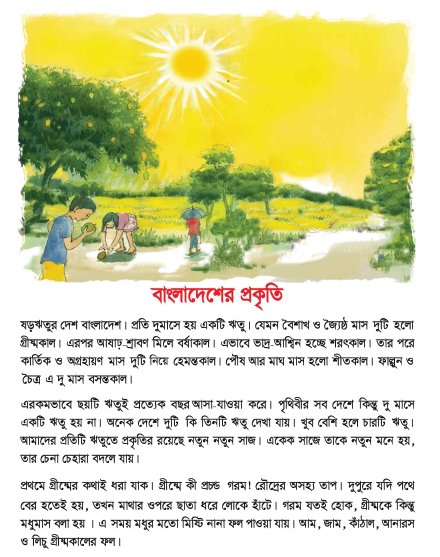 বাংলাদেশের প্রকৃতি
ষড়ঋতুর দেশ বাংলাদেশ। প্রতি দুমাসে হয় একটি ঋতু। যেমন বৈশাখ ও জ্যৈষ্ঠ মাস দুটি হলো
গ্রীষ্মকাল। এরপর আষাঢ়-শ্রাবণ মিলে বর্ষাকাল। এভাবে ভাদ্র-আশ্বিন হচ্ছে শরৎকাল। তার পরে
কার্তিক ও অগ্রহায়ণ মাস দুটি নিয়ে হেমন্তকাল। পৌষ আর মাঘ মাস হলো শীতকাল। ফাল্গুন ও
চৈত্র এ দু মাস বসন্তকাল।
এরকমভাবে ছয়টি ঋতুই প্রত্যেক বছর আসা-যাওয়া করে। পৃথিবীর সব দেশে কিন্তু দু মাসে
একটি ঋতু হয় না। অনেক দেশে দুটি কি তিনটি ঋতু দেখা যায়। খুব বেশি হলে চারটি ঋতু।
আমাদের প্রতিটি ঋতুতে প্রকৃতির রয়েছে নতুন নতুন সাজ। একেক সাজে তাকে নতুন মনে হয়,
তার চেনা চেহারা বদলে যায়।
প্রথমে গ্রীষ্মের কথাই ধরা যাক। গ্রীষ্মে কী প্রচন্ড গরম! রৌদ্রের অসহ্য তাপ। দুপুরে যদি পথে
বের হতেই হয়, তখন মাথার ওপরে ছাতা ধরে লোকে হাঁটে। গরম যতই হোক, গ্রীষ্মকে কিন্তু
মধুমাস বলা হয় । এ সময় মধুর মতো মিষ্টি নানা ফল পাওয়া যায়। আম, জাম, কাঁঠাল, আনারস
ও লিচু গ্রীষ্মকালের ফল।